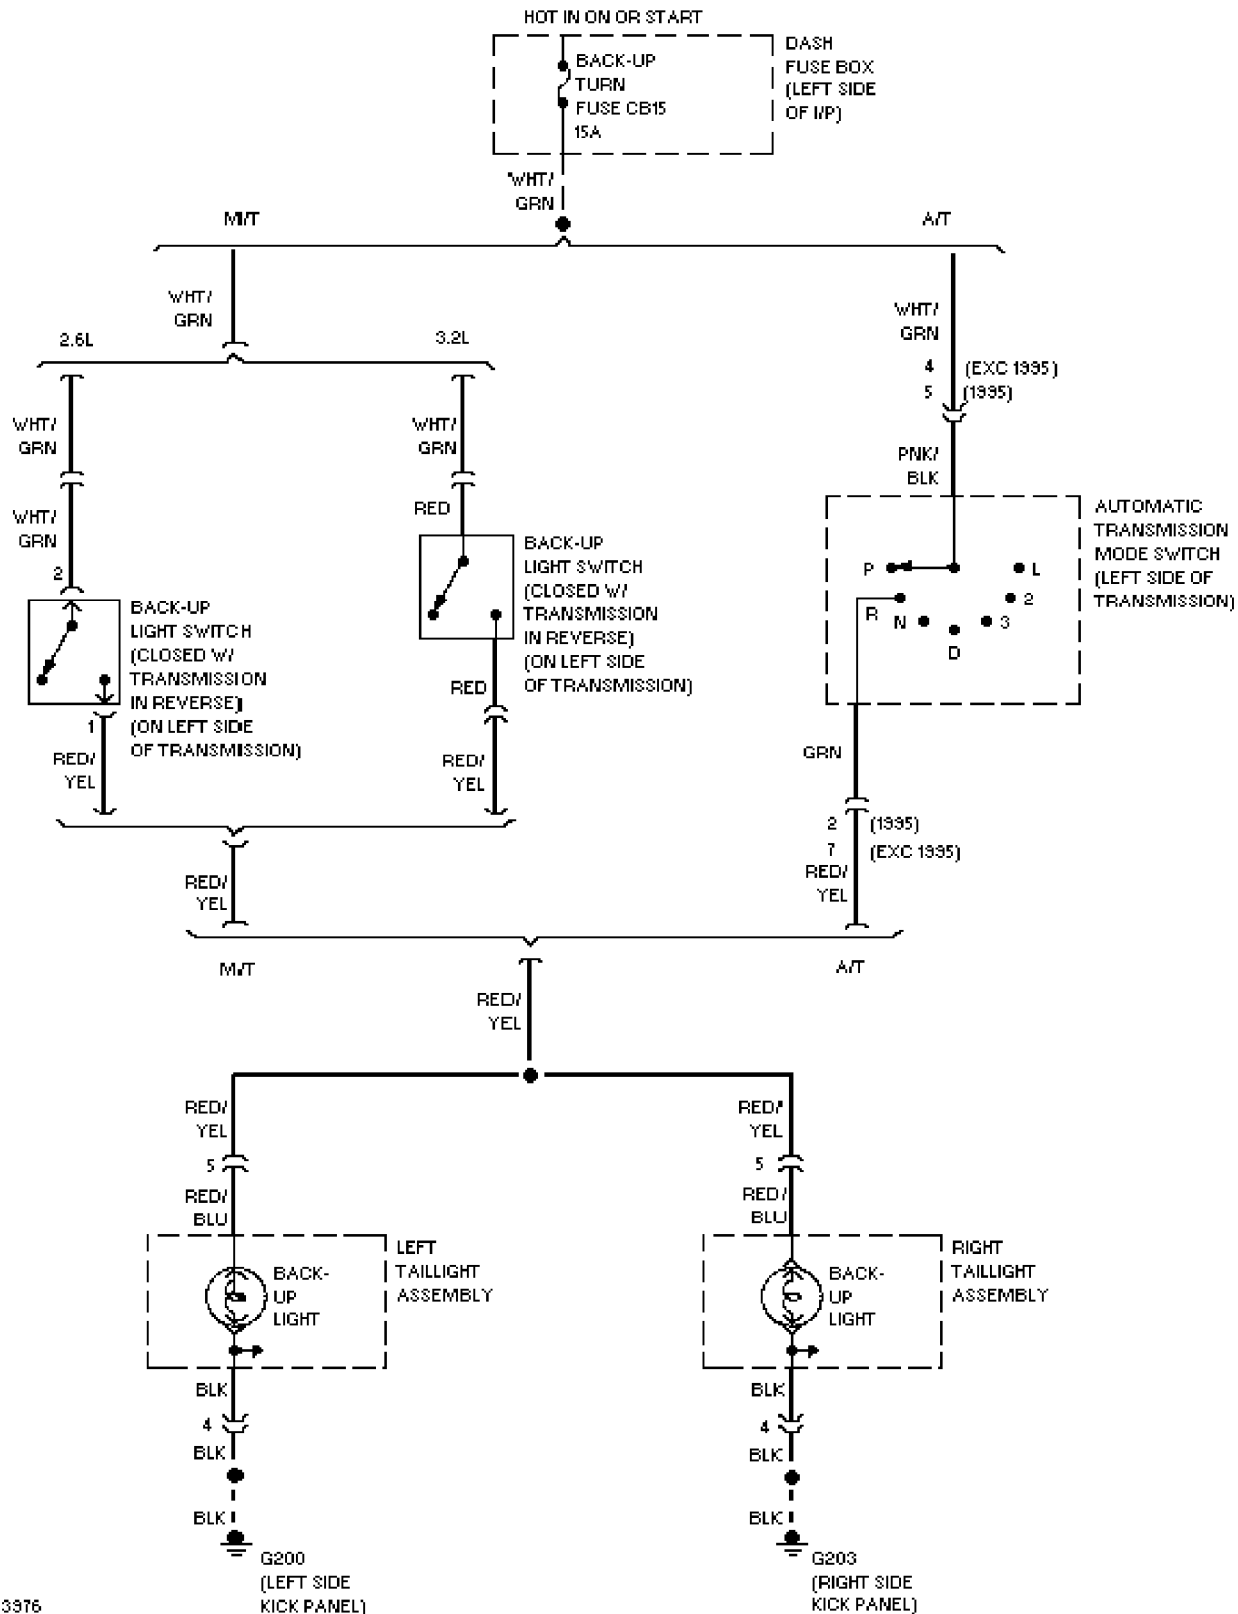 HOT IN ON OR START
BACK-UP
TURN
FUSE CB15
15A
DASH
FUSE BOX
(LEFT SIDE
OF I/P)
WHT/
GRN
M/T
A/T
WHT/
GRN
WHT/
GRN
2.6L
3.2L
4 (EXC 1995)
5 (1995)
WHT/
GRN
WHT/
GRN
PNK/
BLK
WHT/
GRN
RED
2
BACK-UP
LIGHT SWITCH
(CLOSED W/
TRANSMISSION
IN REVERSE)
(ON LEFT SIDE
OF TRANSMISSION)
BACK-UP
LIGHT SWITCH
(CLOSED W/
TRANSMISSION
IN REVERSE)
(ON LEFT SIDE
OF TRANSMISSION)
P
R
N
D
3
2
L
AUTOMATIC
TRANSMISSION
MODE SWITCH
(LEFT SIDE OF
TRANSMISSION)
1
RED/
YEL
RED
RED/
YEL
GRN
2 (1995)
7 (EXC 1995)
RED/
YEL
RED/
YEL
M/T
A/T
RED/
YEL
RED/
YEL
RED/
YEL
5
5
RED/
BLU
RED/
BLU
BACK-
UP
LIGHT
LEFT
TAILLIGHT
ASSEMBLY
BACK-
UP
LIGHT
RIGHT
TAILLIGHT
ASSEMBLY
BLK
BLK
4
4
BLK
BLK
BLK
BLK
G200
(LEFT SIDE
KICK PANEL)
G203
(RIGHT SIDE
KICK PANEL)
3976